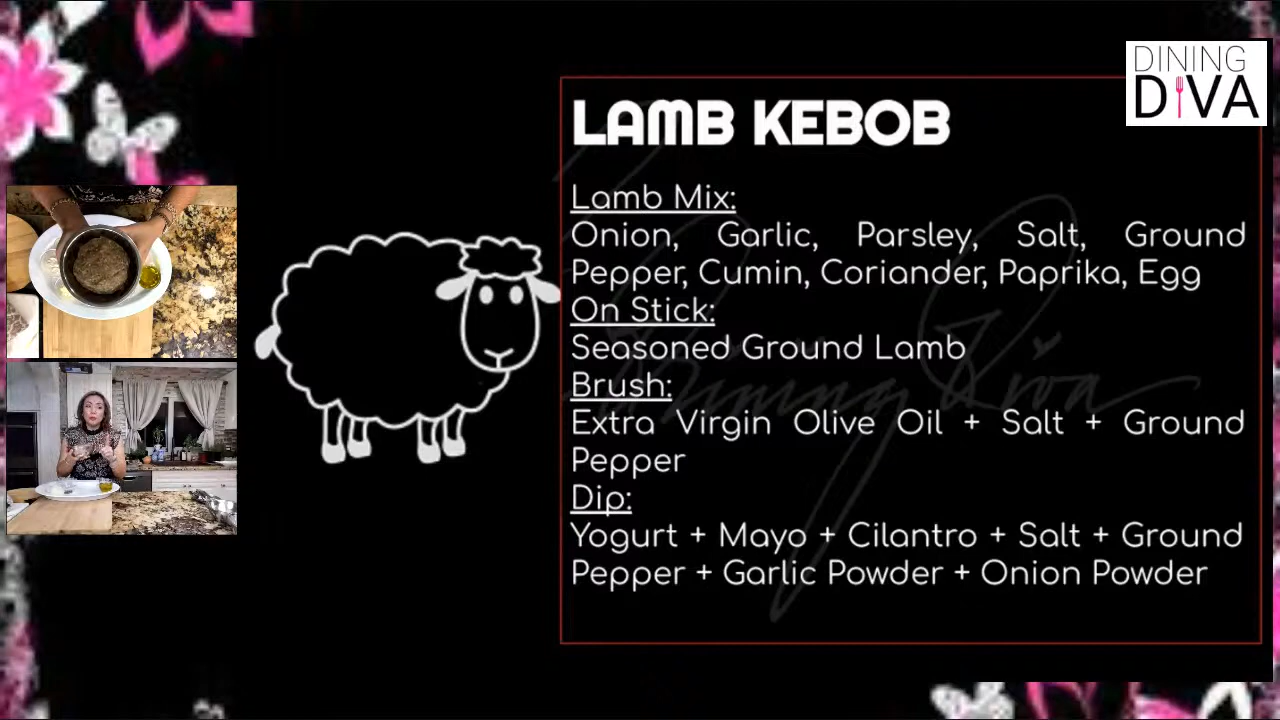 DINING
DIVA
LAMB KEBOB
Lamb Mix:
Onion, Garlic, Parsley, Salt, Ground
Pepper, Cumin, Coriander, Paprika, Egg
On Stick:
Seasoned Ground Lamb
Brush:
Extra Virgin Olive Oil + Salt + Ground
Pepper
Dip:
Yogurt + Mayo + Cilantro + Salt + Ground
Pepper + Garlic Powder + Onion Powder
Dining Diva